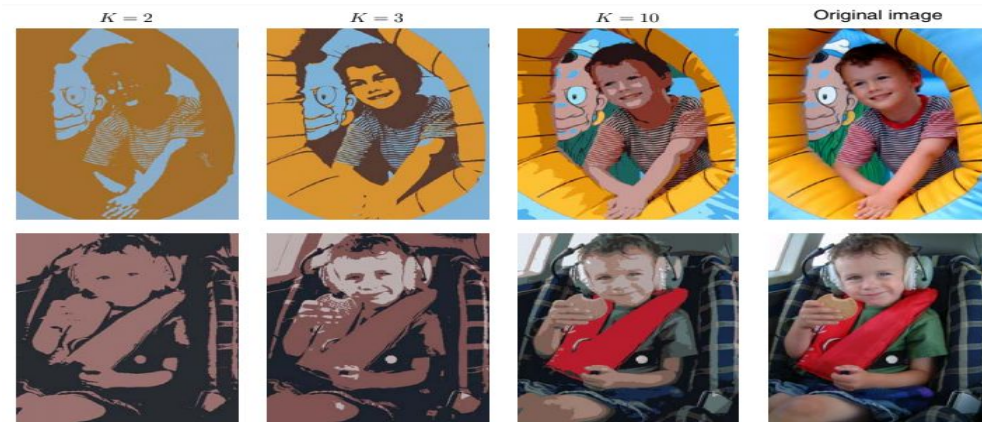 K = 2
K = 3
K = 10
Original image